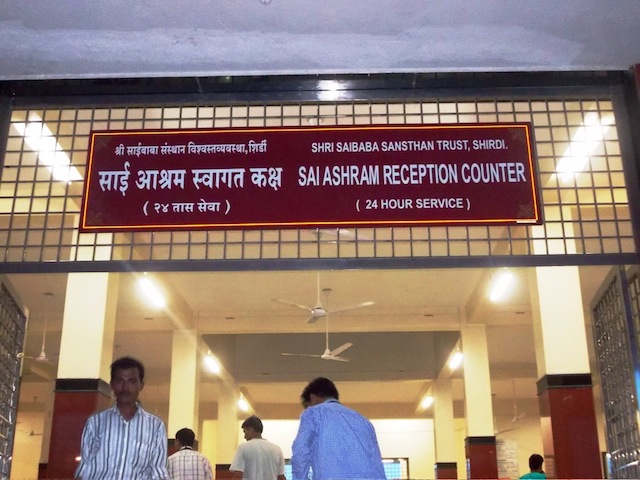 श्री साईबाबा संस्थान विश्वस्तव्यवस्था, शिर्डी
साई आश्रम स्वागत कक्ष
( २४ तास सेवा )
SHRI SAIBABA SANSTHAN TRUST, SHIRDI.
SAI ASHRAM RECEPTION COUNTER
( 24 HOUR SERVICE )